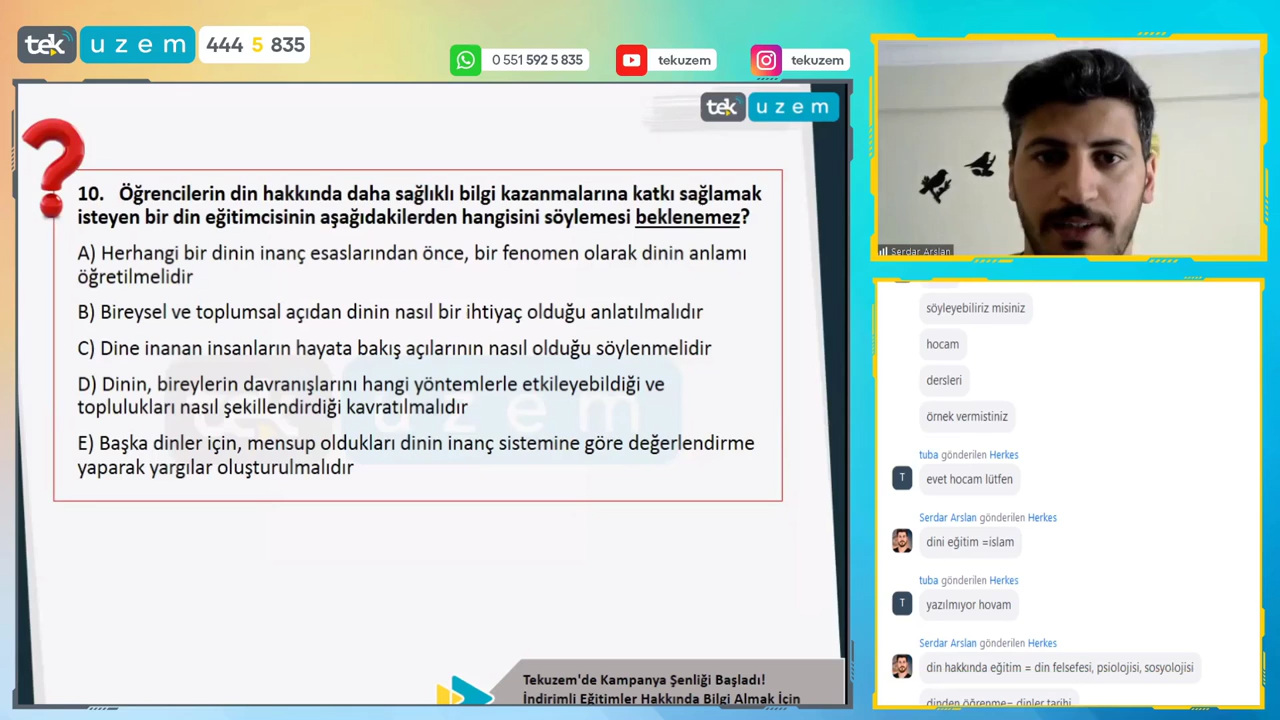 tek uzem 444 5 835
0 551 592 5 835
tekuzem
tekuzem
tek uzem
?
10. Öğrencilerin din hakkında daha sağlıklı bilgi kazanmalarına katkı sağlamak
isteyen bir din eğitimcisinin aşağıdakilerden hangisini söylemesi beklenemez?
A) Herhangi bir dinin inanç esaslarından önce, bir fenomen olarak dinin anlamı
öğretilmelidir
B) Bireysel ve toplumsal açıdan dinin nasıl bir ihtiyaç olduğu anlatılmalıdır
C) Dine inanan insanların hayata bakış açılarının nasıl olduğu söylenmelidir
D) Dinin, bireylerin davranışlarını hangi yöntemlerle etkileyebildiği ve
toplulukları nasıl şekillendirdiği kavratılmalıdır
E) Başka dinler için, mensup oldukları dinin inanç sistemine göre değerlendirme
yaparak yargılar oluşturulmalıdır
tek uzem
Tekuzem'de Kampanya Şenliği Başladı!
İndirimli Eğitimler Hakkında Bilgi Almak İçin
Serdar Arslan
söyleyebiliriz misiniz
hocam
dersleri
örnek vermistiniz
tuba gönderilen Herkes
T
evet hocam lütfen
Serdar Arslan gönderilen Herkes
dini eğitim =islam
tuba gönderilen Herkes
T
yazılmıyor hovam
Serdar Arslan gönderilen Herkes
din hakkında eğitim = din felsefesi, psiolojisi, sosyolojisi
dinden öğrenme= dinler tarihi